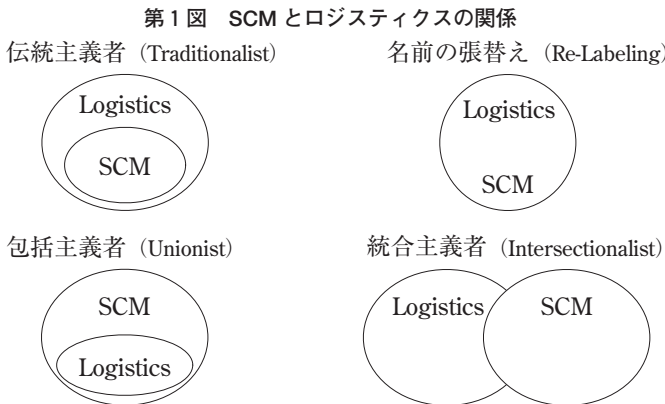 第1図 SCM とロジスティクスの関係
伝統主義者 (Traditionalist)
Logistics
SCM
名前の張替え (Re-Labeling)
Logistics
SCM
包括主義者 (Unionist)
SCM
Logistics
統合主義者 (Intersectionalist)
Logistics
SCM